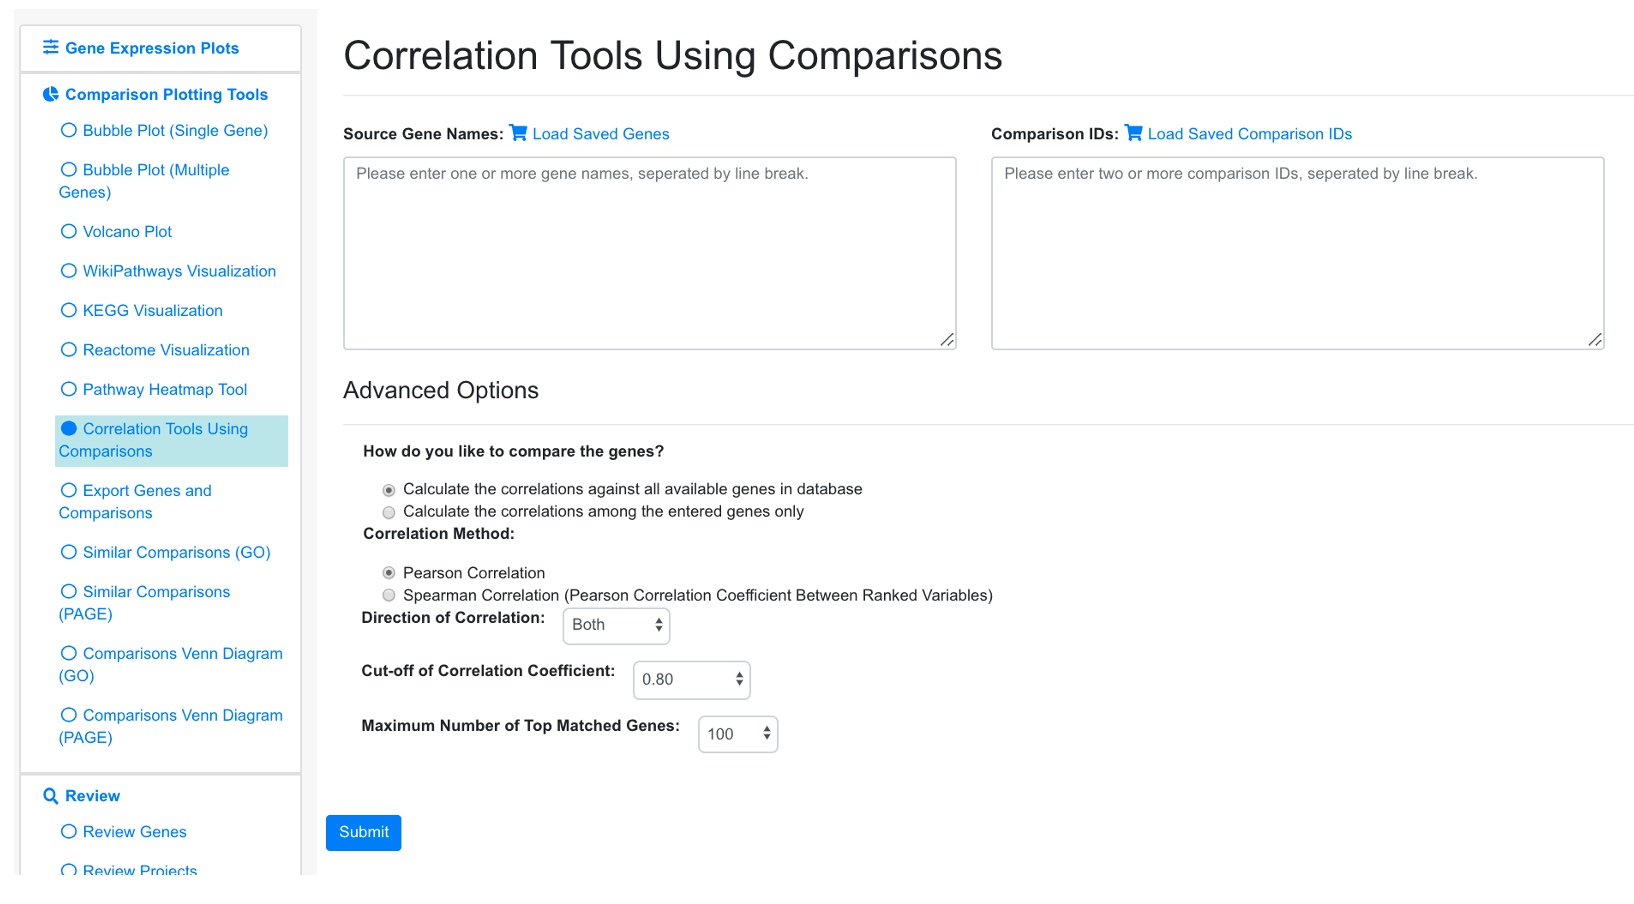 Gene Expression Plots
Comparison Plotting Tools
Bubble Plot (Single Gene)
Bubble Plot (Multiple
Genes)
Volcano Plot
WikiPathways Visualization
KEGG Visualization
Reactome Visualization
Pathway Heatmap Tool
Correlation Tools Using
Comparisons
Export Genes and
Comparisons
Similar Comparisons (GO)
Similar Comparisons
(PAGE)
Comparisons Venn Diagram
(GO)
Comparisons Venn Diagram
(PAGE)
Review
Review Genes
Review Projects
Correlation Tools Using Comparisons
Source Gene Names: Load Saved Genes
Please enter one or more gene names, seperated by line break.
Comparison IDs: Load Saved Comparison IDs
Please enter two or more comparison IDs, seperated by line break.
Advanced Options
How do you like to compare the genes?
Calculate the correlations against all available genes in database
Calculate the correlations among the entered genes only
Correlation Method:
Pearson Correlation
Spearman Correlation (Pearson Correlation Coefficient Between Ranked Variables)
Direction of Correlation: Both
Cut-off of Correlation Coefficient: 0.80
Maximum Number of Top Matched Genes: 100
Submit